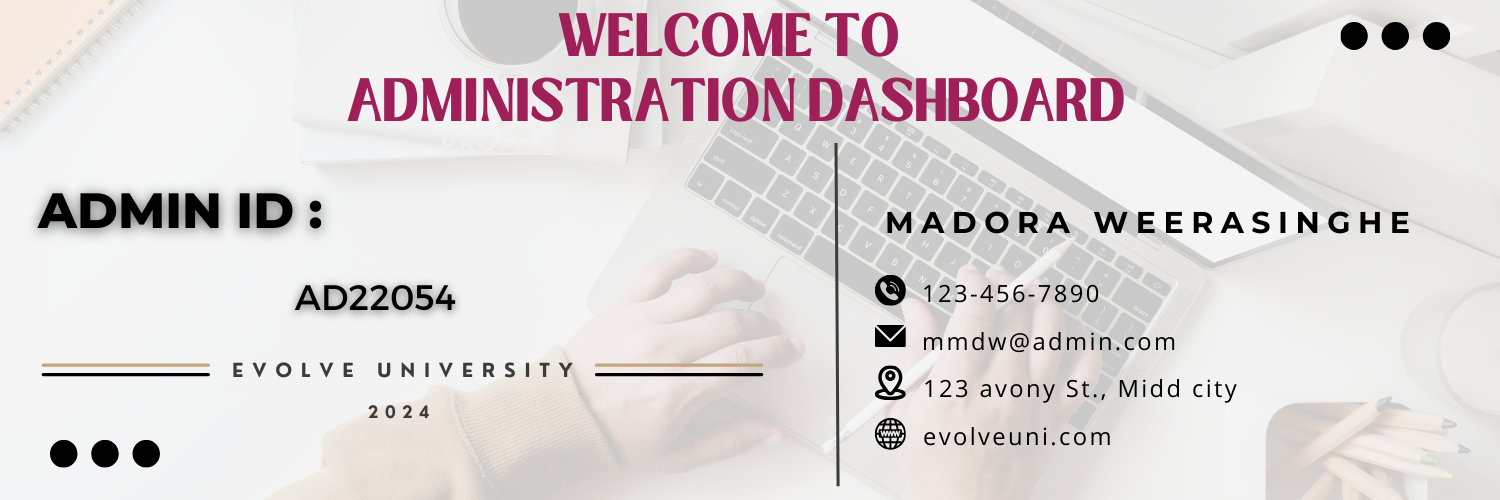 WELCOME TO
ADMINISTRATION DASHBOARD
ADMIN ID :
AD22054
EVOLVE UNIVERSITY
2024
MADORA WEERASINGHE
123-456-7890
mmdw@admin.com
123 avony St., Midd city
evolveuni.com